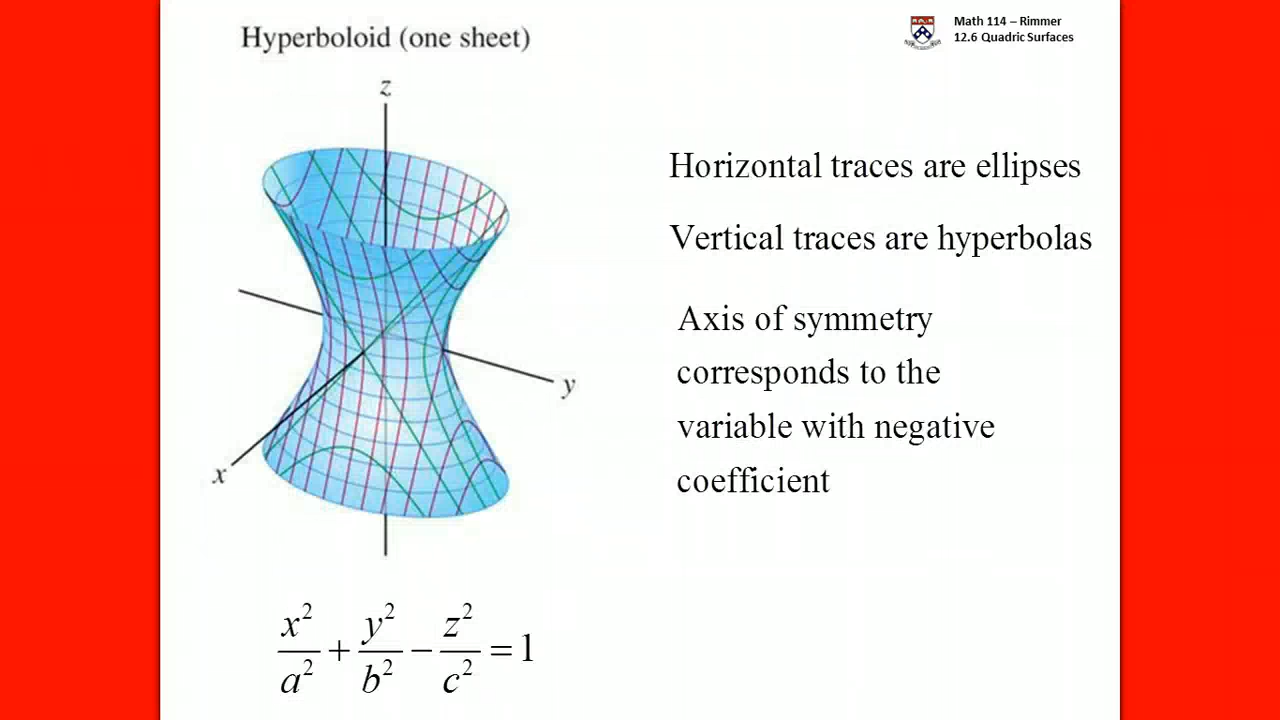 Hyperboloid (one sheet)
Math 114 – Rimmer
12.6 Quadric Surfaces
z
y
x
Horizontal traces are ellipses
Vertical traces are hyperbolas
Axis of symmetry
corresponds to the
variable with negative
coefficient
x²/a² + y²/b² − z²/c² = 1